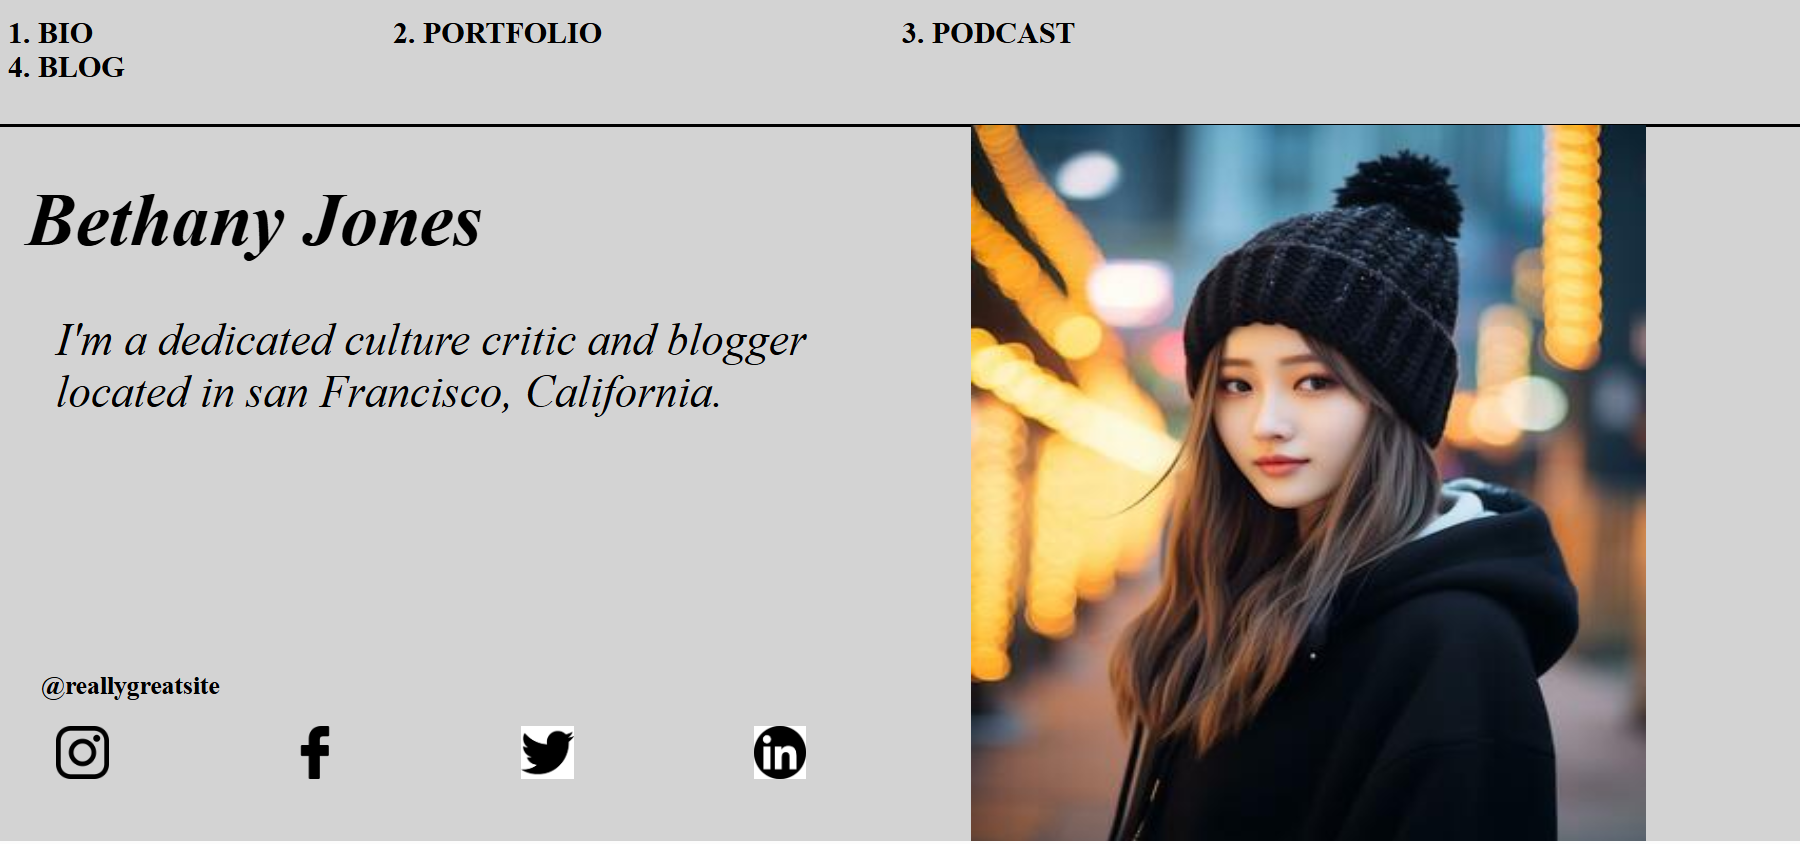 1. BIO 2. PORTFOLIO 3. PODCAST
4. BLOG
Bethany Jones
I'm a dedicated culture critic and blogger
located in san Francisco, California.
@reallygreatsite
in